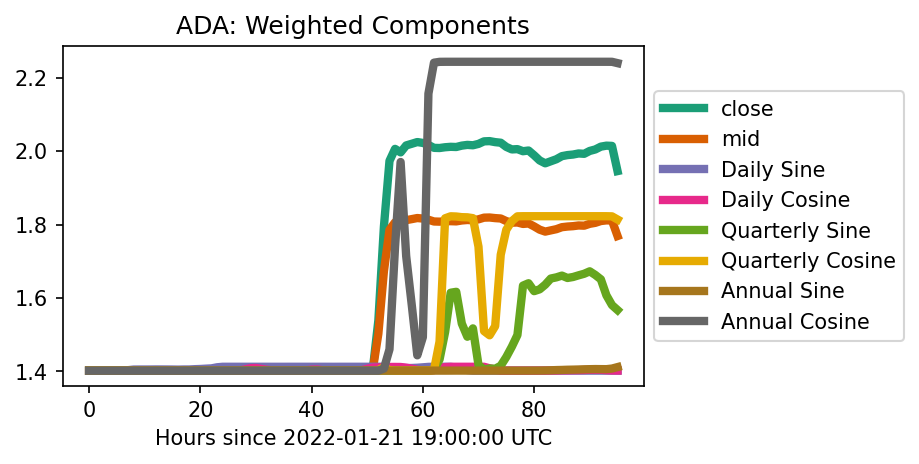 ADA: Weighted Components
2.2
2.0
1.8
1.6
1.4
0 20 40 60 80
Hours since 2022-01-21 19:00:00 UTC
close
mid
Daily Sine
Daily Cosine
Quarterly Sine
Quarterly Cosine
Annual Sine
Annual Cosine